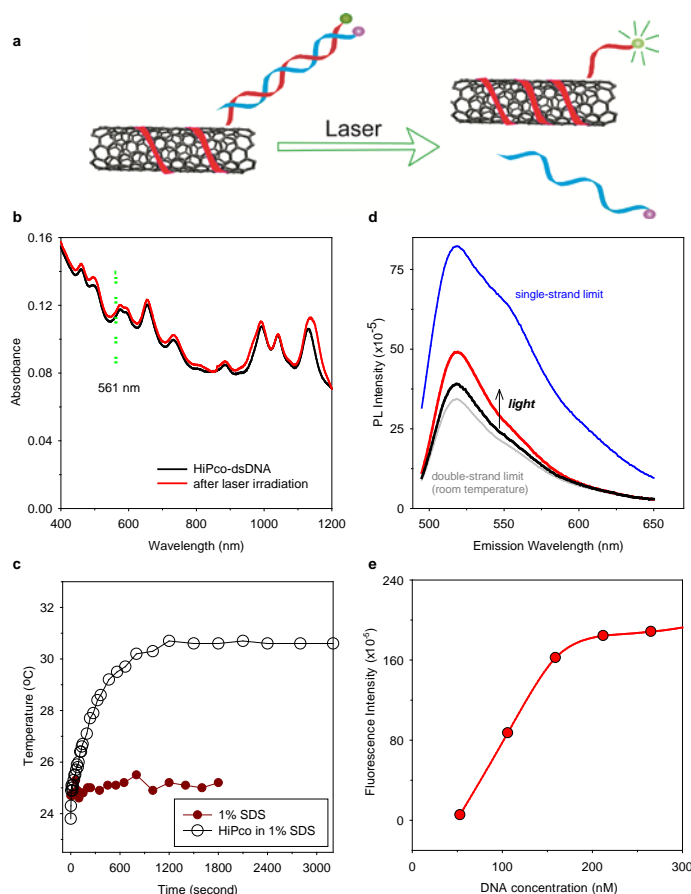 a
Laser
b
0.16
0.12
0.08
0.04
0.00
Absorbance
561 nm
HiPco-dsDNA
after laser irradiation
400 600 800 1000 1200
Wavelength (nm)
d
75
50
25
0
PL Intensity (x10⁻⁵)
single-strand limit
light
double-strand limit
(room temperature)
500 550 600 650
Emission Wavelength (nm)
c
32
30
28
26
24
Temperature (ºC)
1% SDS
HiPco in 1% SDS
0 600 1200 1800 2400 3000
Time (second)
e
240
160
80
0
Fluorescence Intensity (x10⁻⁶)
0 100 200 300
DNA concentration (nM)